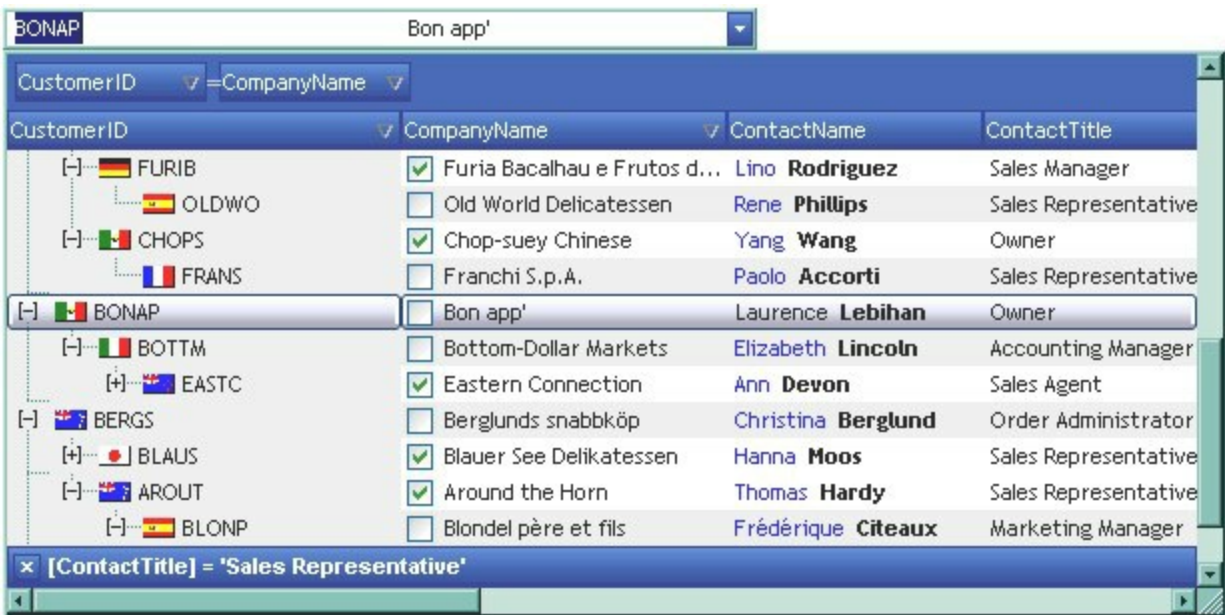 BONAP Bon app'
CustomerID =CompanyName
CustomerID CompanyName ContactName ContactTitle
[-] FURIB Furia Bacalhau e Frutos d... Lino Rodriguez Sales Manager
OLDWO Old World Delicatessen Rene Phillips Sales Representative
[-] CHOPS Chop-suey Chinese Yang Wang Owner
FRANS Franchi S.p.A. Paolo Accorti Sales Representative
[-] BONAP Bon app' Laurence Lebihan Owner
[-] BOTTM Bottom-Dollar Markets Elizabeth Lincoln Accounting Manager
[+] EASTC Eastern Connection Ann Devon Sales Agent
[-] BERGS Berglunds snabbköp Christina Berglund Order Administrator
[+] BLAUS Blauer See Delikatessen Hanna Moos Sales Representative
[-] AROUT Around the Horn Thomas Hardy Sales Representative
[-] BLONP Blondel père et fils Frédérique Citeaux Marketing Manager
× [ContactTitle] = 'Sales Representative'